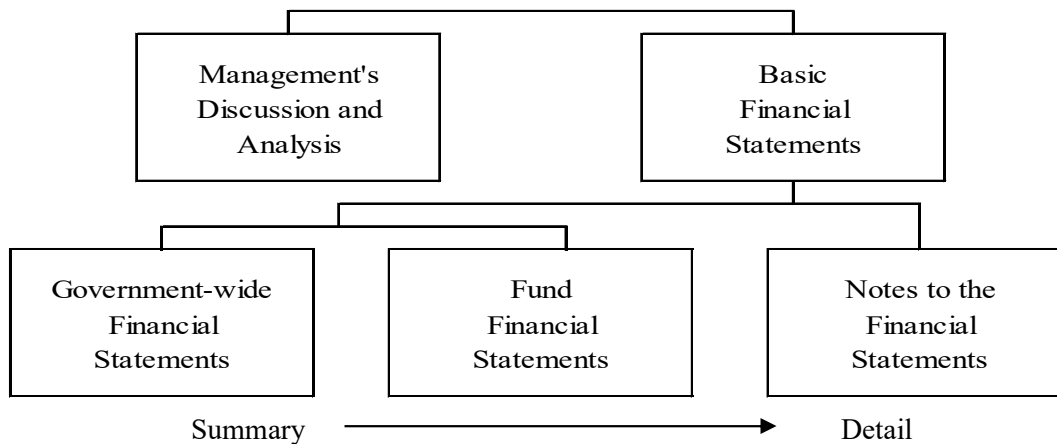 Management's
Discussion and
Analysis
Basic
Financial
Statements
Government-wide
Financial
Statements
Fund
Financial
Statements
Notes to the
Financial
Statements
Summary
Detail